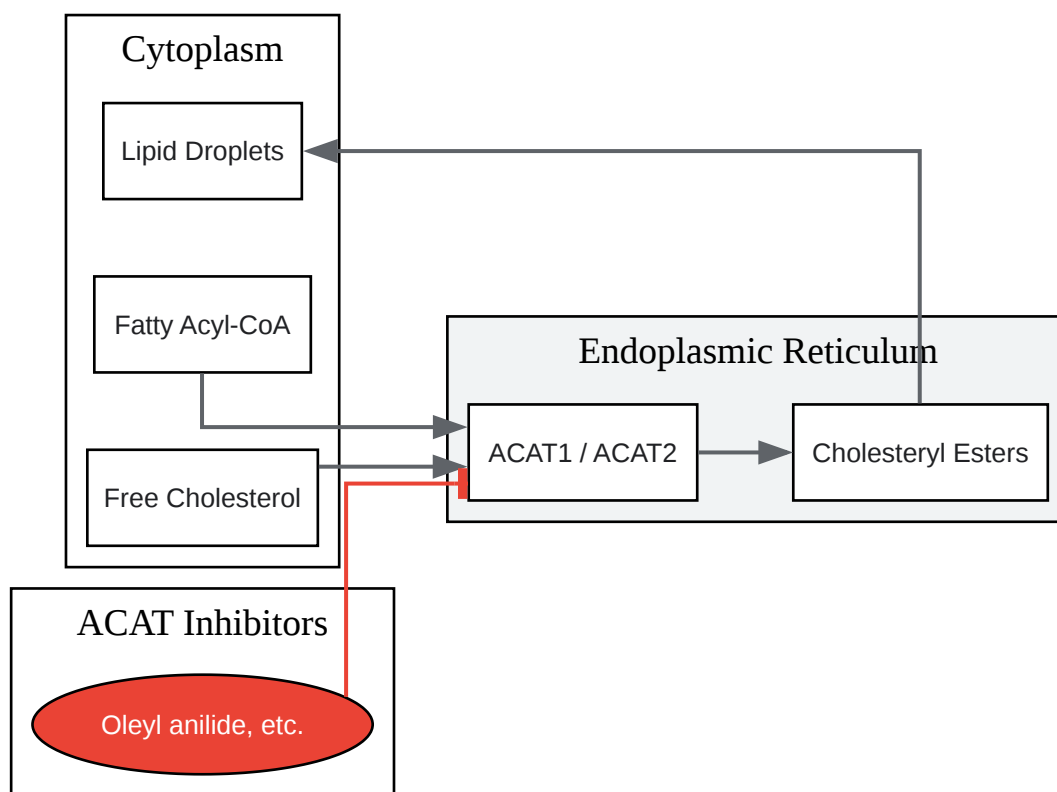 Cytoplasm
Lipid Droplets
Fatty Acyl-CoA
Free Cholesterol
Endoplasmic Reticulum
ACAT1 / ACAT2
Cholesteryl Esters
ACAT Inhibitors
Oleyl anilide, etc.